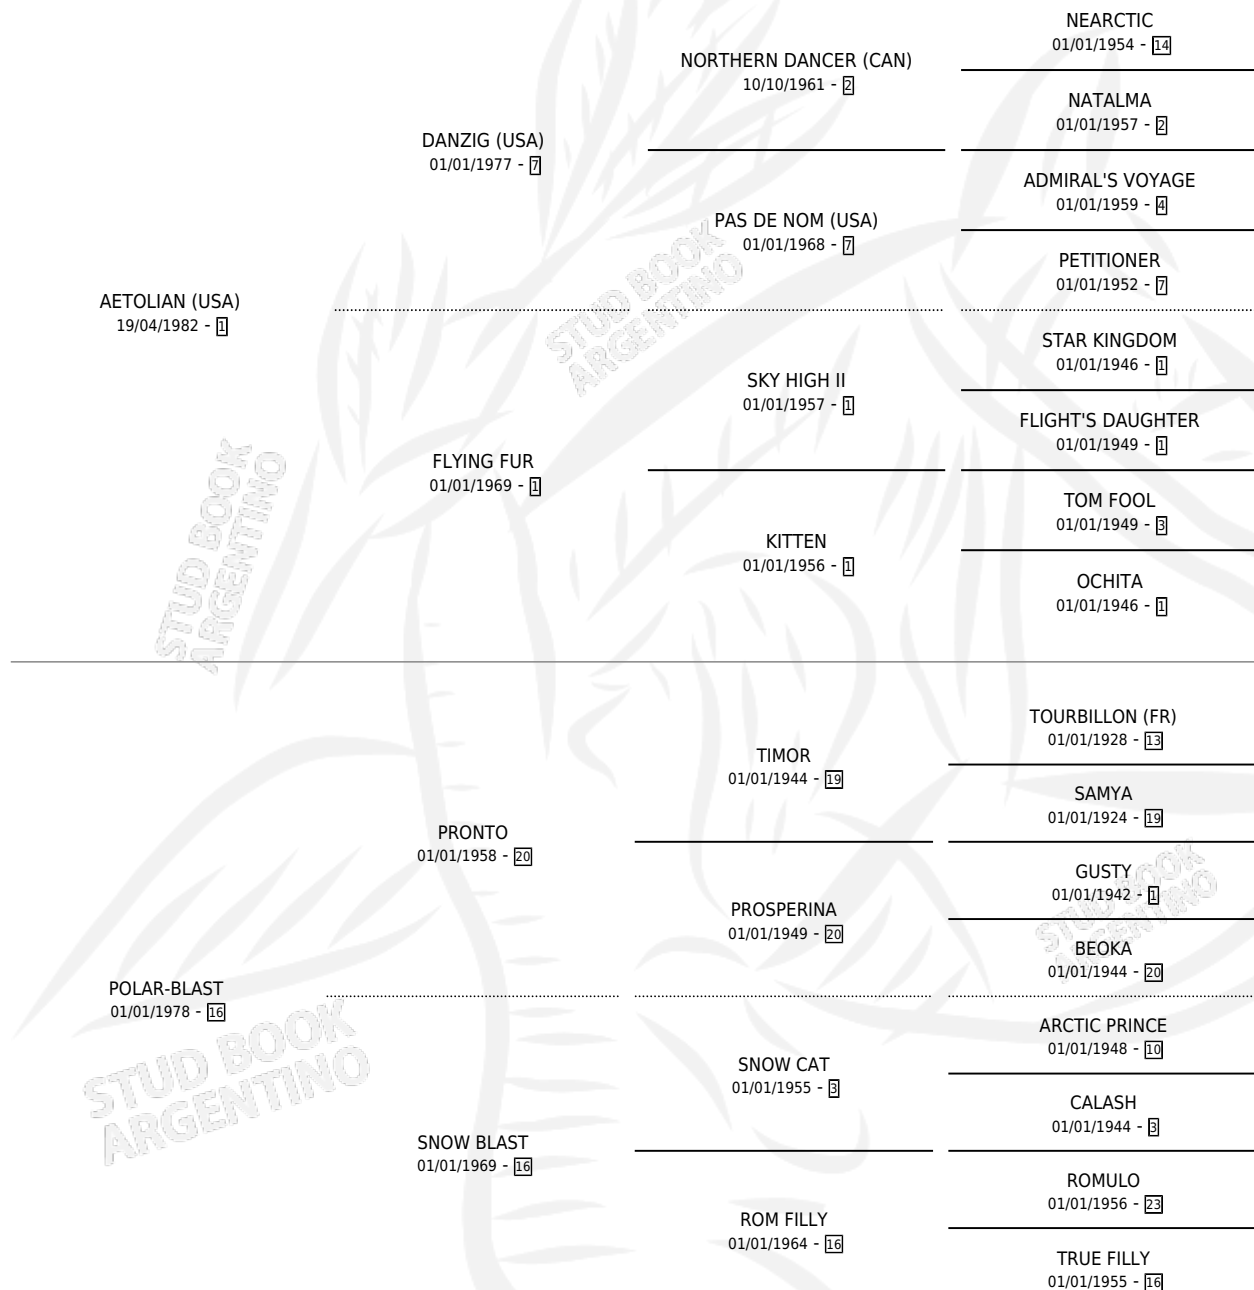 NEARCTIC
01/01/1954 - 14
NORTHERN DANCER (CAN)
10/10/1961 - 2
NATALMA
01/01/1957 - 2
DANZIG (USA)
01/01/1977 - 7
ADMIRAL'S VOYAGE
01/01/1959 - 4
PAS DE NOM (USA)
01/01/1968 - 7
PETITIONER
01/01/1952 - 7
AETOLIAN (USA)
19/04/1982 - 1
STUD BOOK
ARGENTINO
STAR KINGDOM
01/01/1946 - 1
SKY HIGH II
01/01/1957 - 1
FLIGHT'S DAUGHTER
01/01/1949 - 1
FLYING FUR
01/01/1969 - 1
TOM FOOL
01/01/1949 - 3
KITTEN
01/01/1956 - 1
OCHITA
01/01/1946 - 1
STUD BOOK
ARGENTINO
TOURBILLON (FR)
01/01/1928 - 13
TIMOR
01/01/1944 - 19
SAMYA
01/01/1924 - 19
PRONTO
01/01/1958 - 20
GUSTY
01/01/1942 - 1
PROSPERINA
01/01/1949 - 20
STUD BOOK
ARGENTINO
BEOKA
01/01/1944 - 20
POLAR-BLAST
01/01/1978 - 16
STUD BOOK
ARGENTINO
ARCTIC PRINCE
01/01/1948 - 10
SNOW CAT
01/01/1955 - 3
CALASH
01/01/1944 - 3
SNOW BLAST
01/01/1969 - 16
ROMULO
01/01/1956 - 23
ROM FILLY
01/01/1964 - 16
TRUE FILLY
01/01/1955 - 16